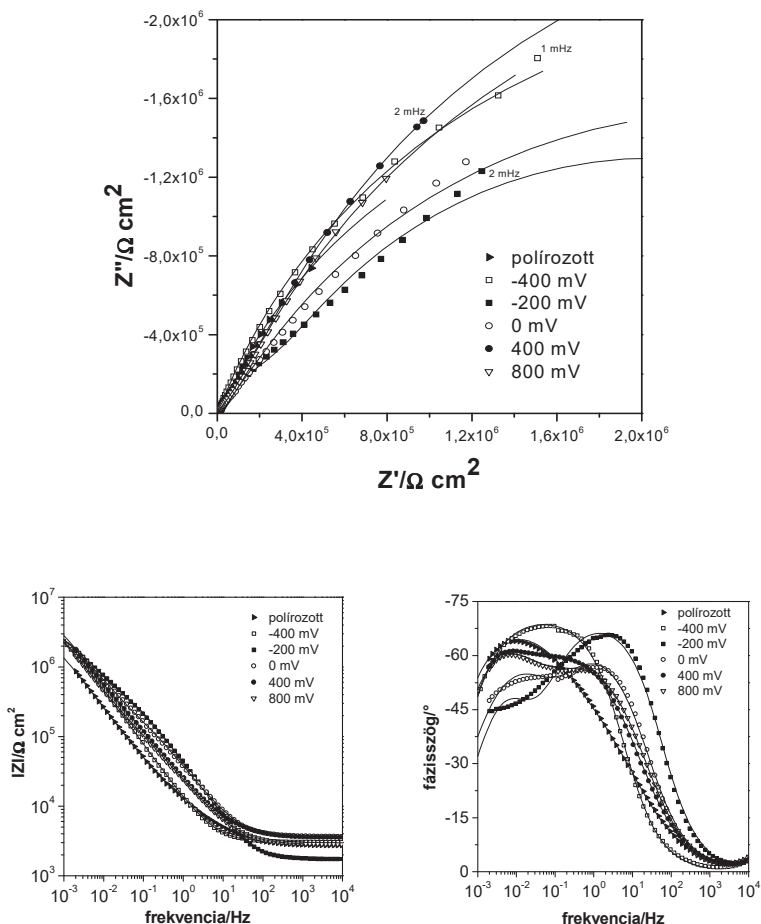 -2,0x10^6
-1,6x10^6
-1,2x10^6
-8,0x10^5
-4,0x10^5
0,0
Z''/Ω cm^2
1 mHz
2 mHz
2 mHz
polírozott
-400 mV
-200 mV
0 mV
400 mV
800 mV
0,0 4,0x10^5 8,0x10^5 1,2x10^6 1,6x10^6 2,0x10^6
Z'/Ω cm^2
10^7
10^6
10^5
10^4
10^3
IZI/Ω cm^2
polírozott
-400 mV
-200 mV
0 mV
400 mV
800 mV
10^-3 10^-2 10^-1 10^0 10^1 10^2 10^3 10^4
frekvencia/Hz
-75
-60
-45
-30
-15
0
fázisszög/°
polírozott
-400 mV
-200 mV
0 mV
400 mV
800 mV
10^-3 10^-2 10^-1 10^0 10^1 10^2 10^3 10^4
frekvencia/Hz